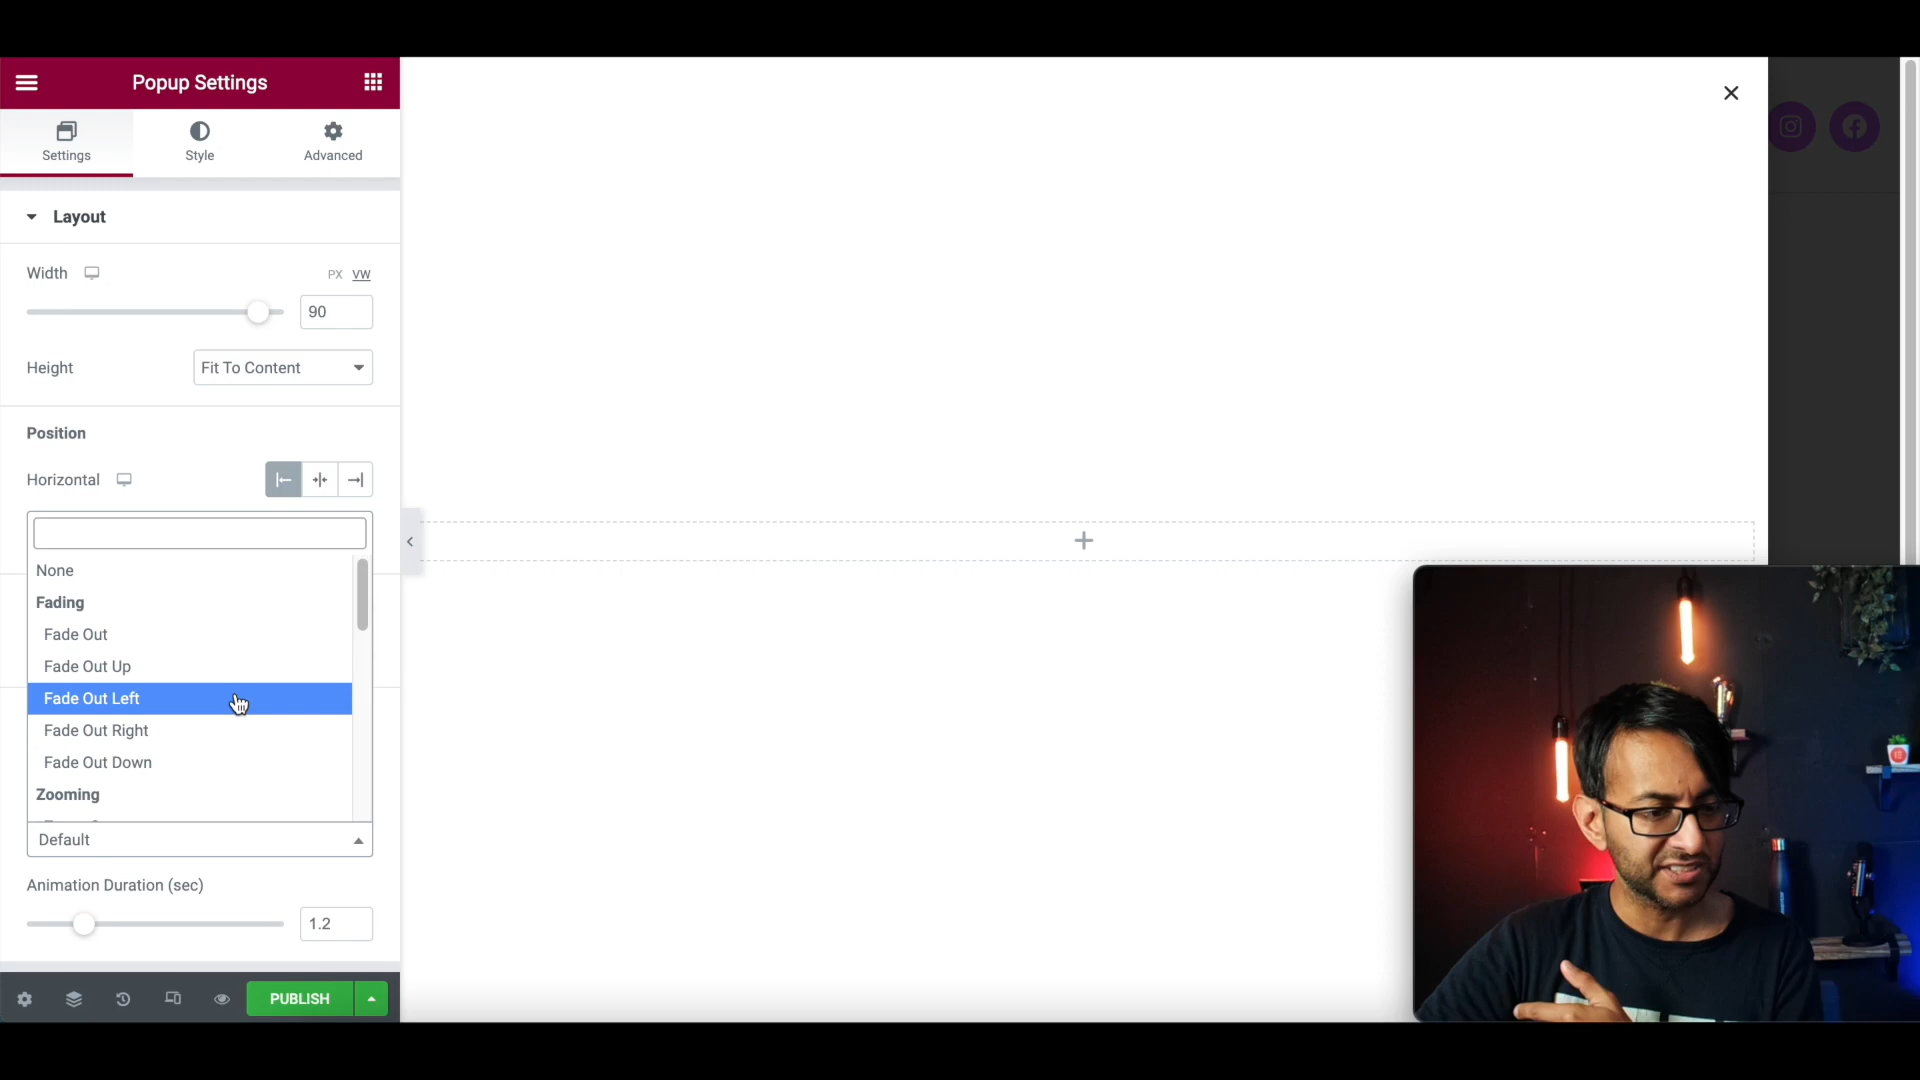 Popup Settings
Settings
Style
Advanced
Layout
Width
PX VW
90
Height
Fit To Content
Position
Horizontal
None
Fading
Fade Out
Fade Out Up
Fade Out Left
Fade Out Right
Fade Out Down
Zooming
Default
Animation Duration (sec)
1.2
PUBLISH